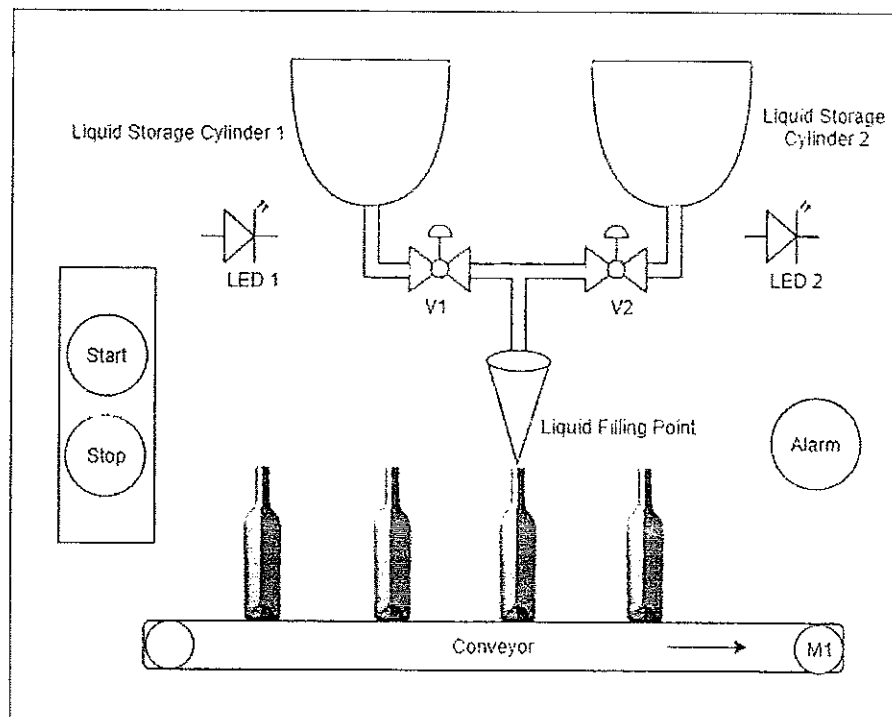 Liquid Storage Cylinder 1
Liquid Storage
Cylinder 2
LED 1
LED 2
V1
V2
Start
Stop
Liquid Filling Point
Alarm
Conveyor
M1